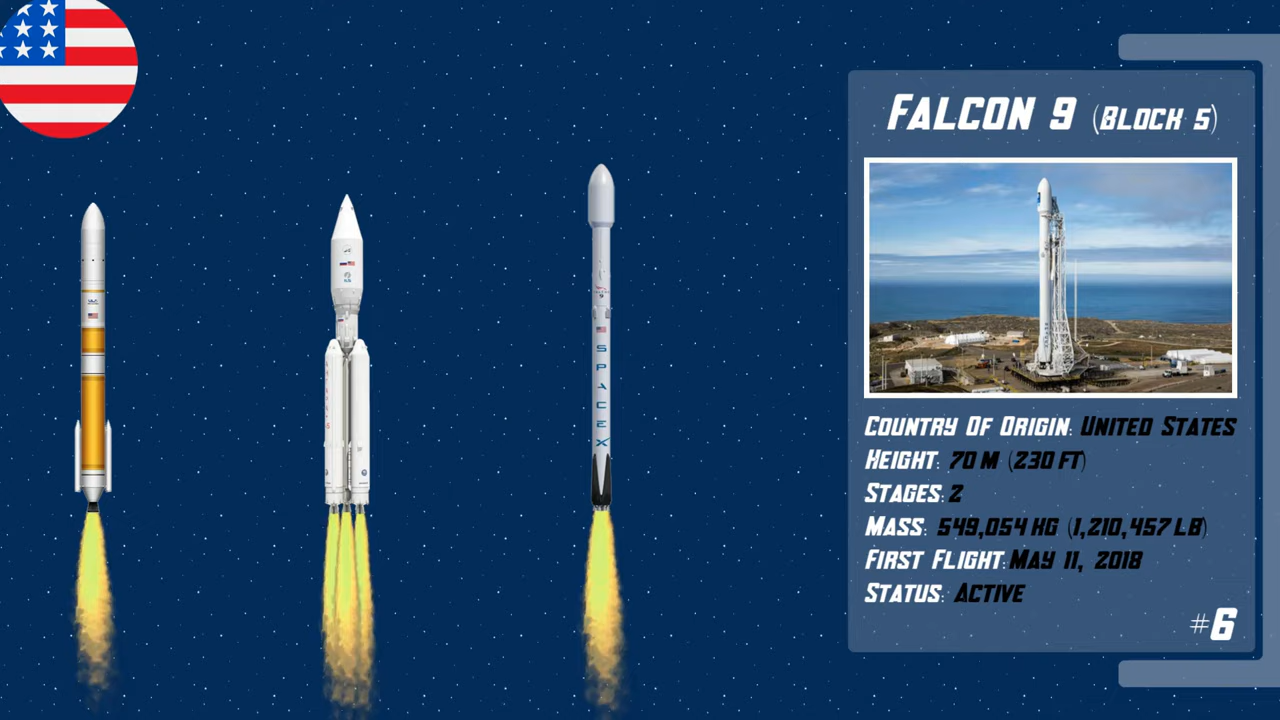 Falcon 9 (Block 5)
Country Of Origin: United States
Height: 70 m (230 ft)
Stages: 2
Mass: 549,054 kg (1,210,457 lb)
First Flight: May 11, 2018
Status: Active
#6
SPACEX